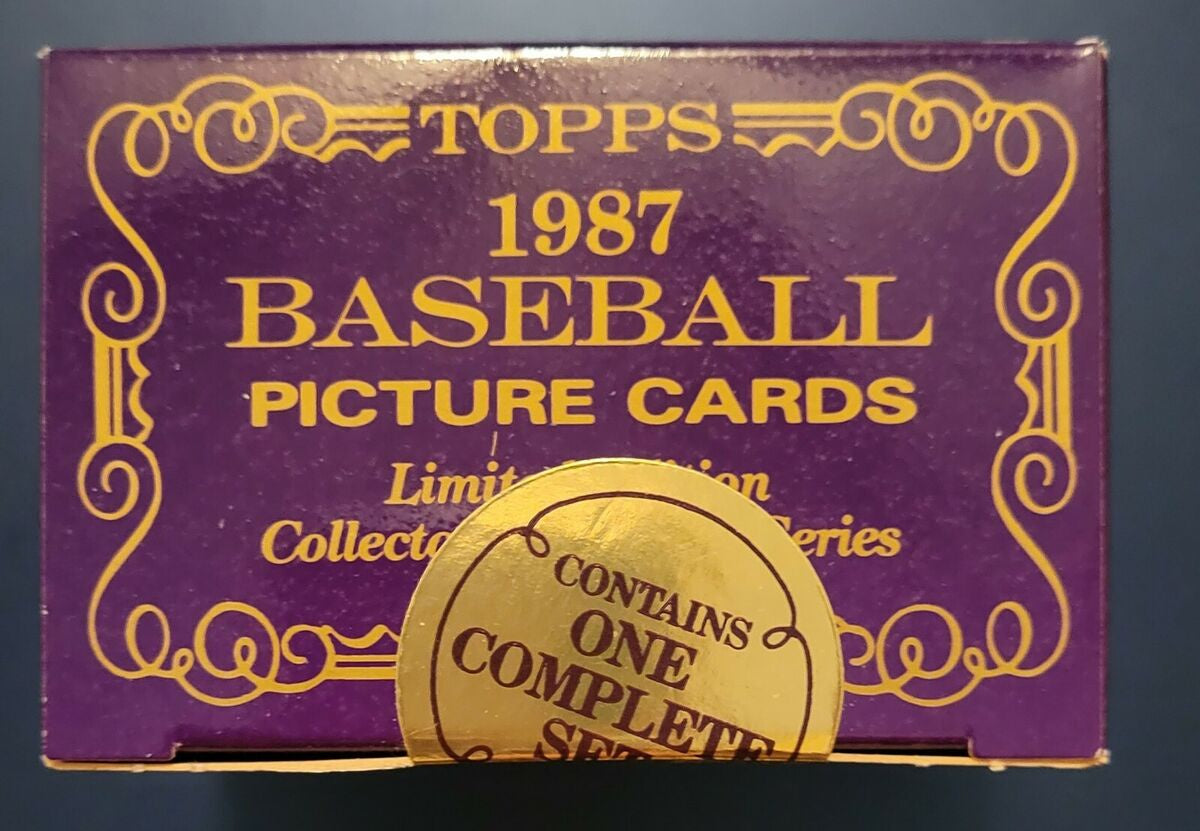 TOPPS
1987
BASEBALL
PICTURE CARDS
CONTAINS
ONE
COMPLETE